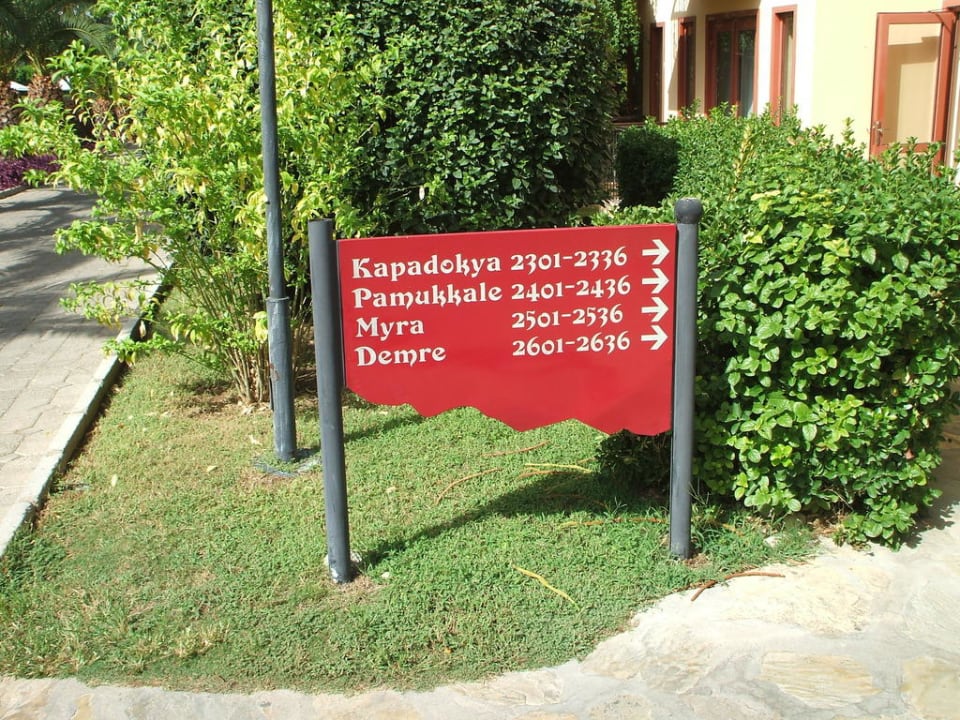 Kapadokya 2301-2336 →
Pamukkale 2401-2436 →
Myra 2501-2536 →
Demre 2601-2636 →